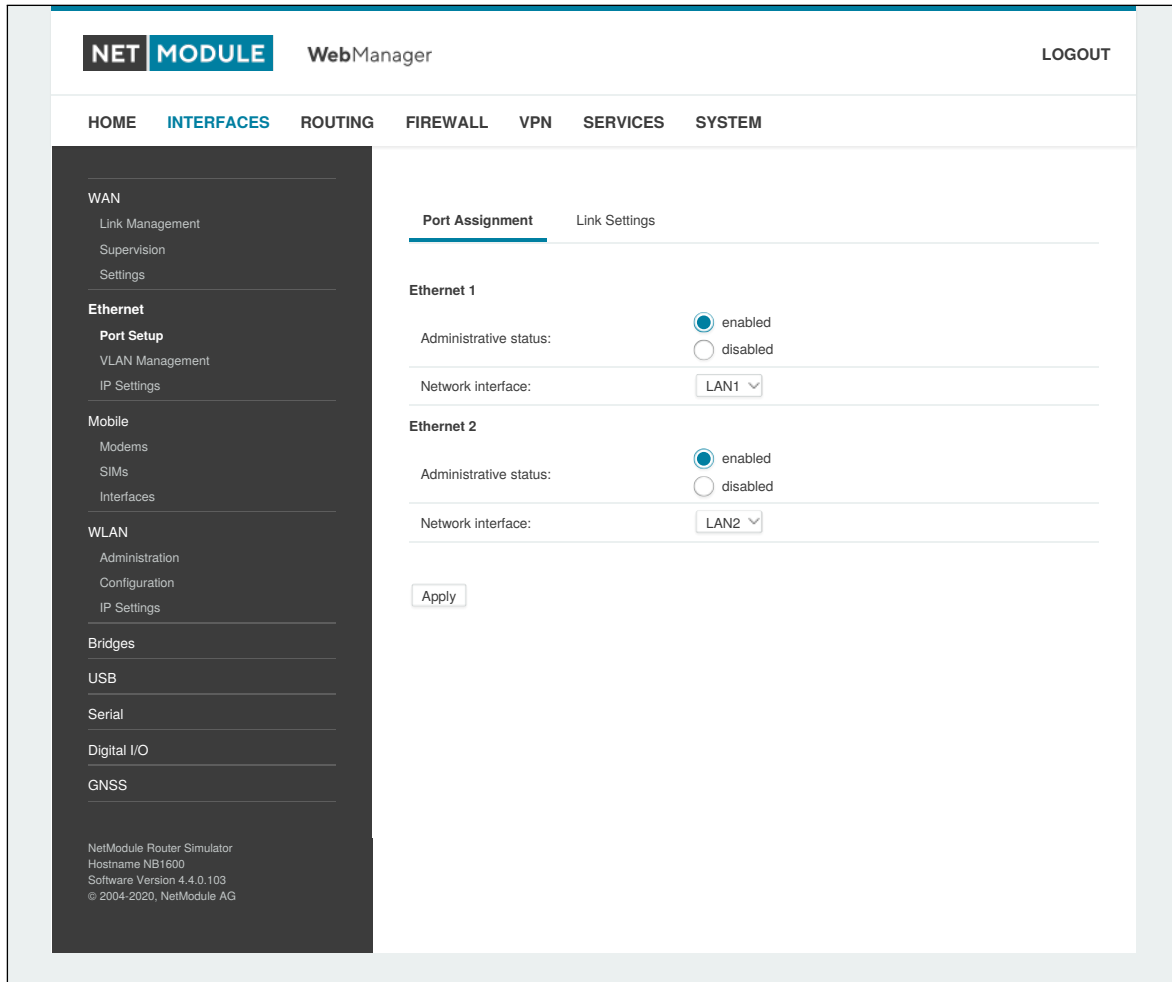 NET MODULE WebManager LOGOUT
HOME INTERFACES ROUTING FIREWALL VPN SERVICES SYSTEM
WAN
Link Management
Supervision
Settings
Ethernet
Port Setup
VLAN Management
IP Settings
Mobile
Modems
SIMs
Interfaces
WLAN
Administration
Configuration
IP Settings
Bridges
USB
Serial
Digital I/O
GNSS
NetModule Router Simulator
Hostname NB1600
Software Version 4.4.0.103
© 2004-2020, NetModule AG
Port Assignment Link Settings
Ethernet 1
Administrative status:
enabled
disabled
Network interface: LAN1
Ethernet 2
Administrative status:
enabled
disabled
Network interface: LAN2
Apply